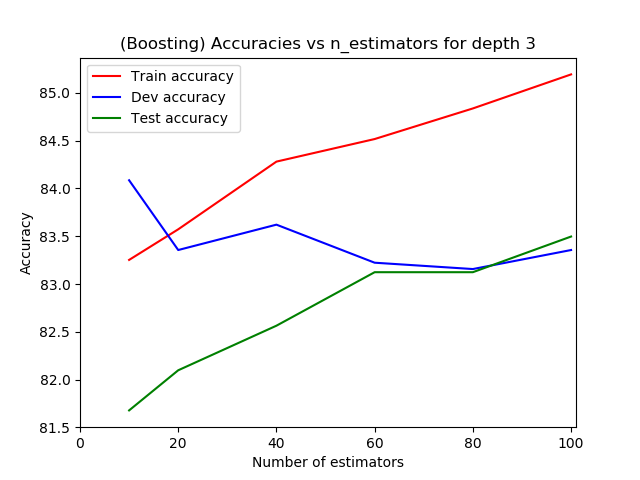 (Boosting) Accuracies vs n_estimators for depth 3
Train accuracy
Dev accuracy
Test accuracy
Accuracy
85.0
84.5
84.0
83.5
83.0
82.5
82.0
81.5
0 20 40 60 80 100
Number of estimators